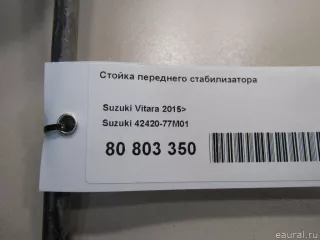 Стойка переднего стабилизатора
Suzuki Vitara 2015>
Suzuki 42420-77M01
80 803 350
eaural.ru